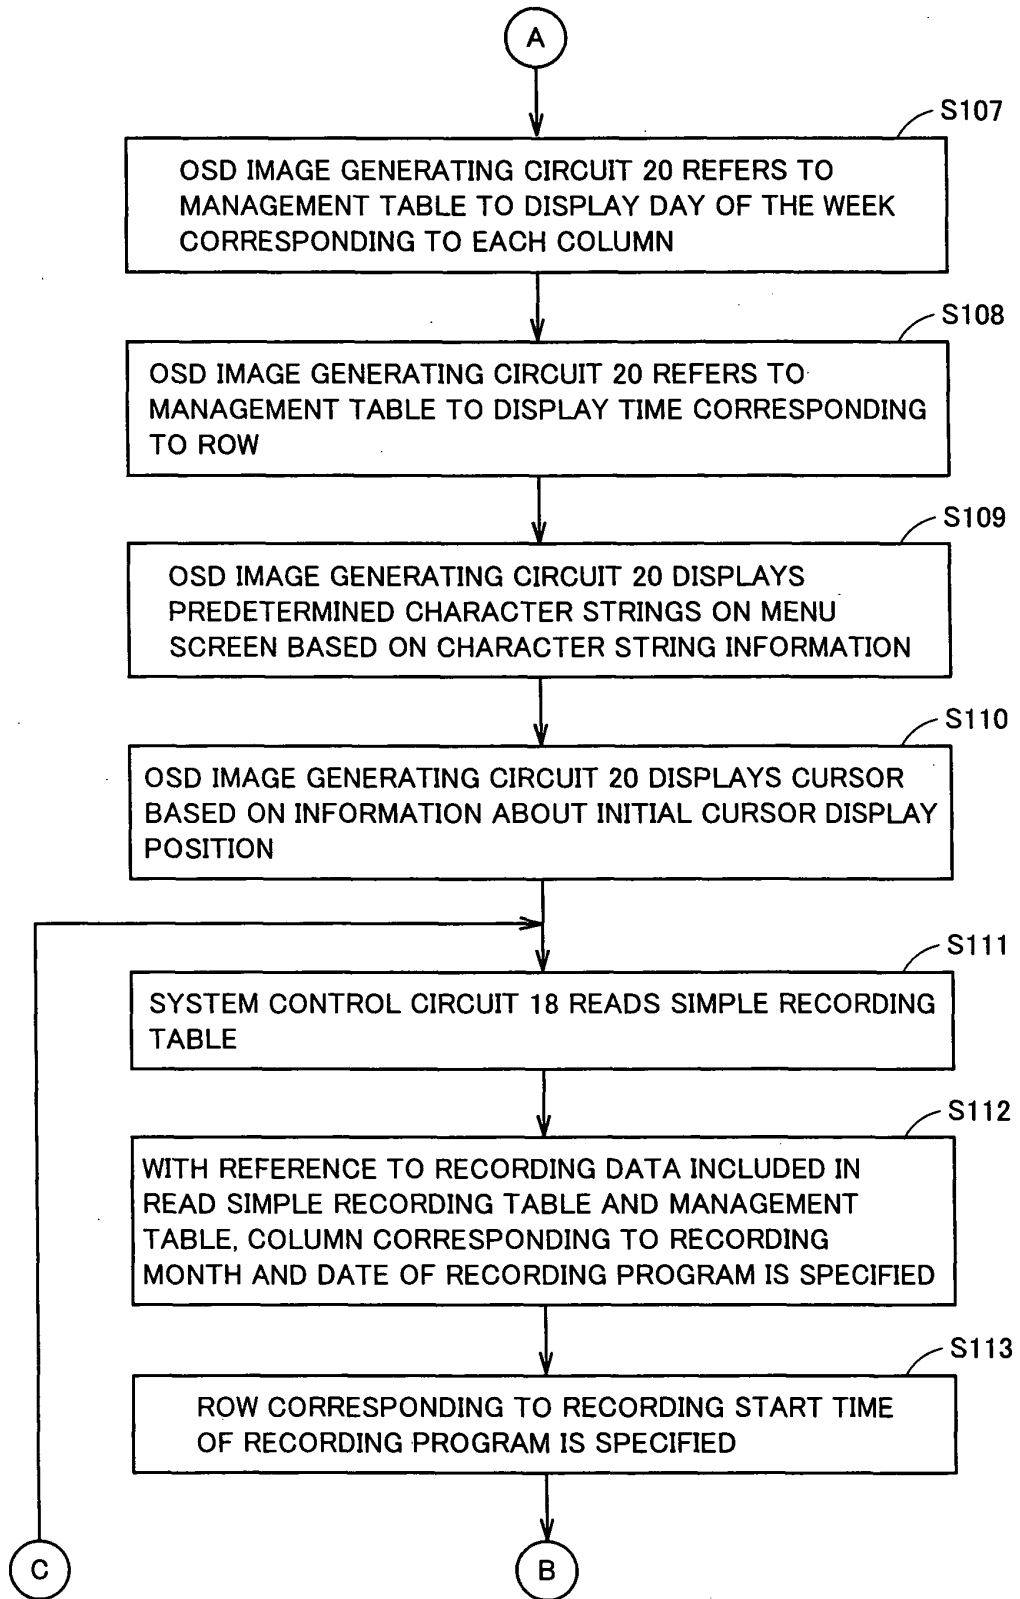 A
S107
OSD IMAGE GENERATING CIRCUIT 20 REFERS TO
MANAGEMENT TABLE TO DISPLAY DAY OF THE WEEK
CORRESPONDING TO EACH COLUMN
S108
OSD IMAGE GENERATING CIRCUIT 20 REFERS TO
MANAGEMENT TABLE TO DISPLAY TIME CORRESPONDING
TO ROW
S109
OSD IMAGE GENERATING CIRCUIT 20 DISPLAYS
PREDETERMINED CHARACTER STRINGS ON MENU
SCREEN BASED ON CHARACTER STRING INFORMATION
S110
OSD IMAGE GENERATING CIRCUIT 20 DISPLAYS CURSOR
BASED ON INFORMATION ABOUT INITIAL CURSOR DISPLAY
POSITION
S111
SYSTEM CONTROL CIRCUIT 18 READS SIMPLE RECORDING
TABLE
S112
WITH REFERENCE TO RECORDING DATA INCLUDED IN
READ SIMPLE RECORDING TABLE AND MANAGEMENT
TABLE, COLUMN CORRESPONDING TO RECORDING
MONTH AND DATE OF RECORDING PROGRAM IS SPECIFIED
S113
ROW CORRESPONDING TO RECORDING START TIME
OF RECORDING PROGRAM IS SPECIFIED
C
B